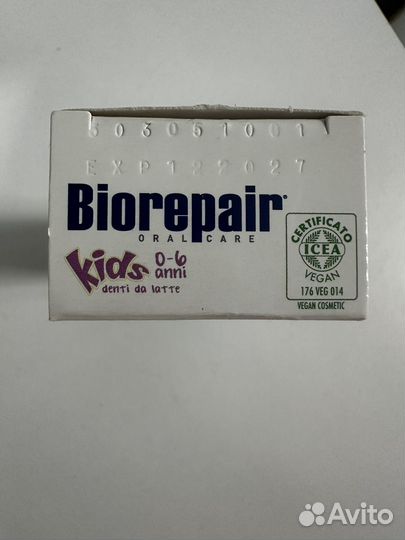 503051001
EXP122027
Biorepair®
ORAL CARE
Kids 0-6 anni
denti da latte
CERTIFICATO
ICEA
VEGAN
176 VEG 014
VEGAN COSMETIC
Avito